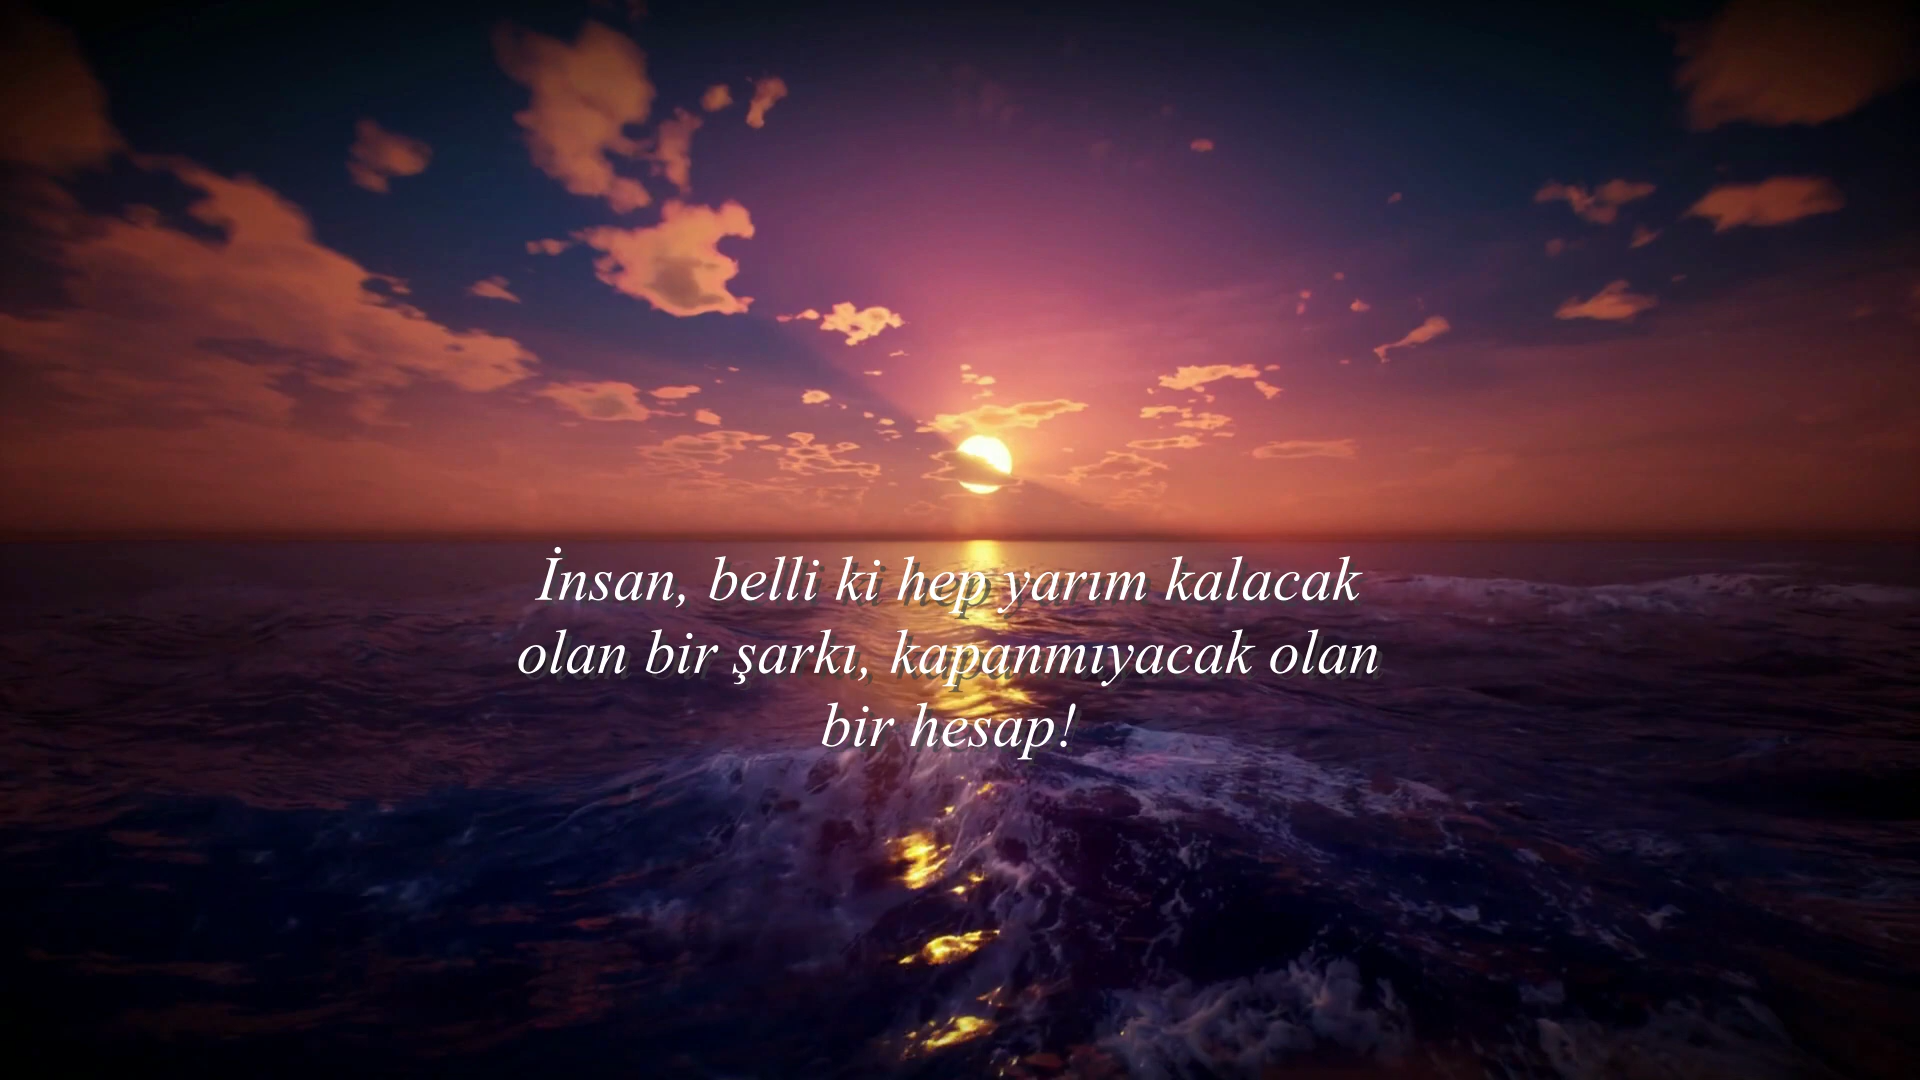 İnsan, belli ki hep yarım kalacak
olan bir şarkı, kapanmıyacak olan
bir hesap!